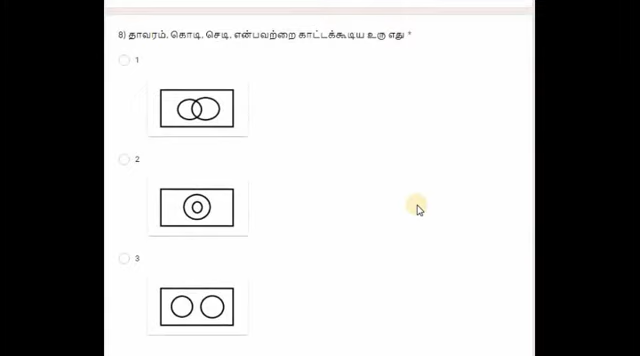 8) தாவரம், கொடி, செடி, என்பவற்றை காட்டக்கூடிய உரு எது *
1
2
3